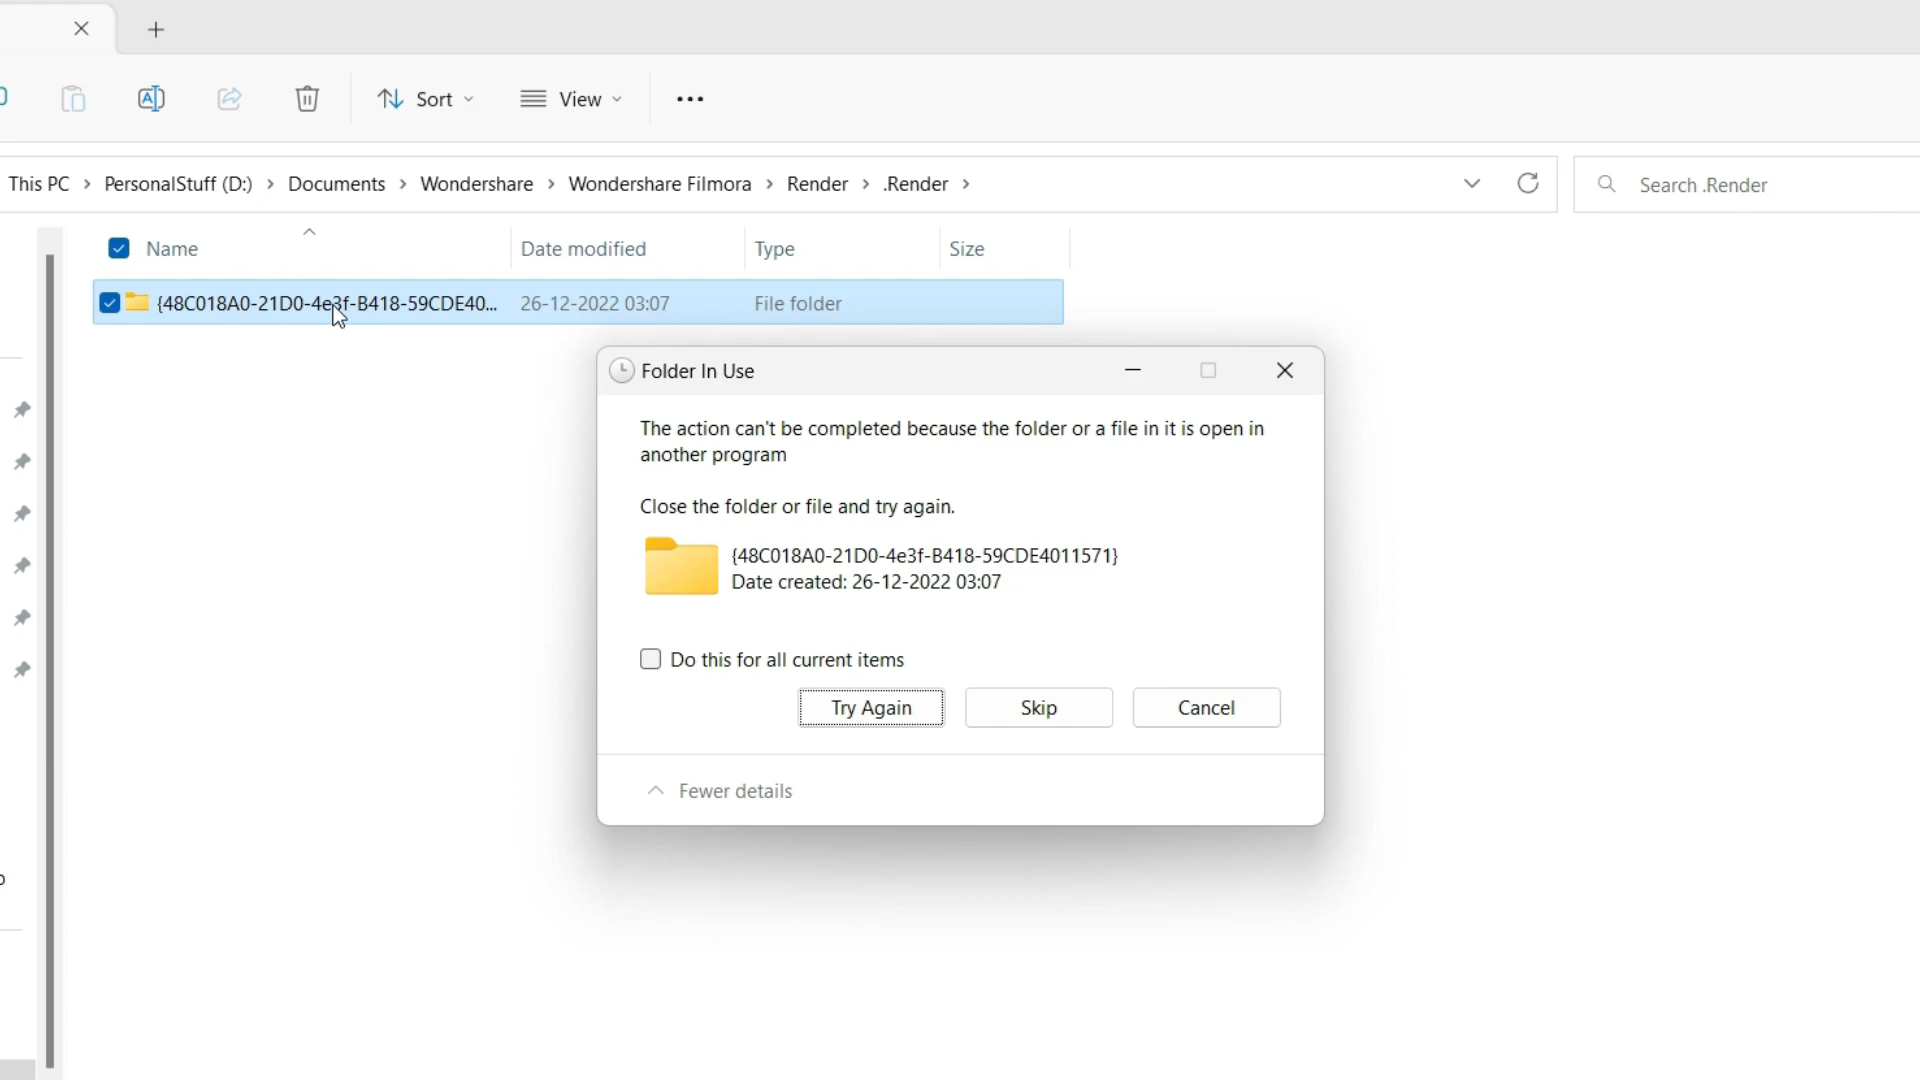 Sort
View
This PC > PersonalStuff (D:) > Documents > Wondershare > Wondershare Filmora > Render > .Render >
Search .Render
Name
Date modified
Type
Size
{48C018A0-21D0-4e3f-B418-59CDE40...
26-12-2022 03:07
File folder
Folder In Use
The action can't be completed because the folder or a file in it is open in
another program
Close the folder or file and try again.
{48C018A0-21D0-4e3f-B418-59CDE4011571}
Date created: 26-12-2022 03:07
Do this for all current items
Try Again
Skip
Cancel
Fewer details